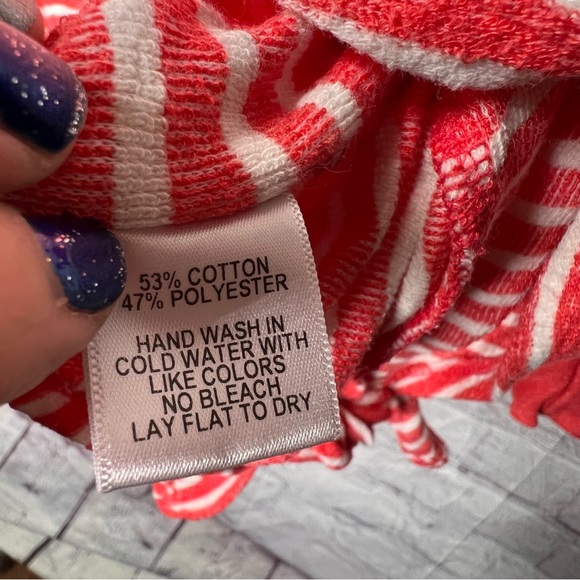 53% COTTON
47% POLYESTER
HAND WASH IN
COLD WATER WITH
LIKE COLORS
NO BLEACH
LAY FLAT TO DRY